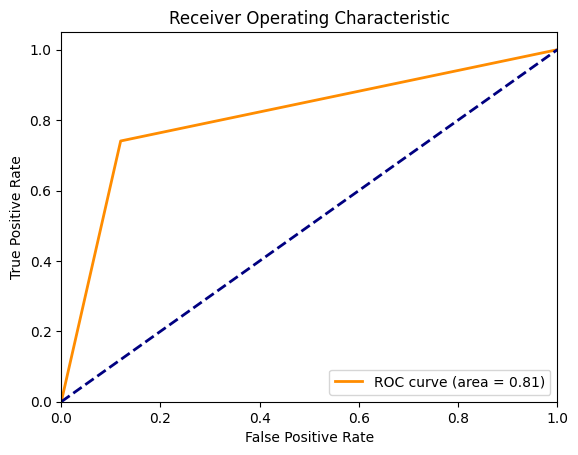 Receiver Operating Characteristic
True Positive Rate
1.0
0.8
0.6
0.4
0.2
0.0
ROC curve (area = 0.81)
0.0 0.2 0.4 0.6 0.8 1.0
False Positive Rate